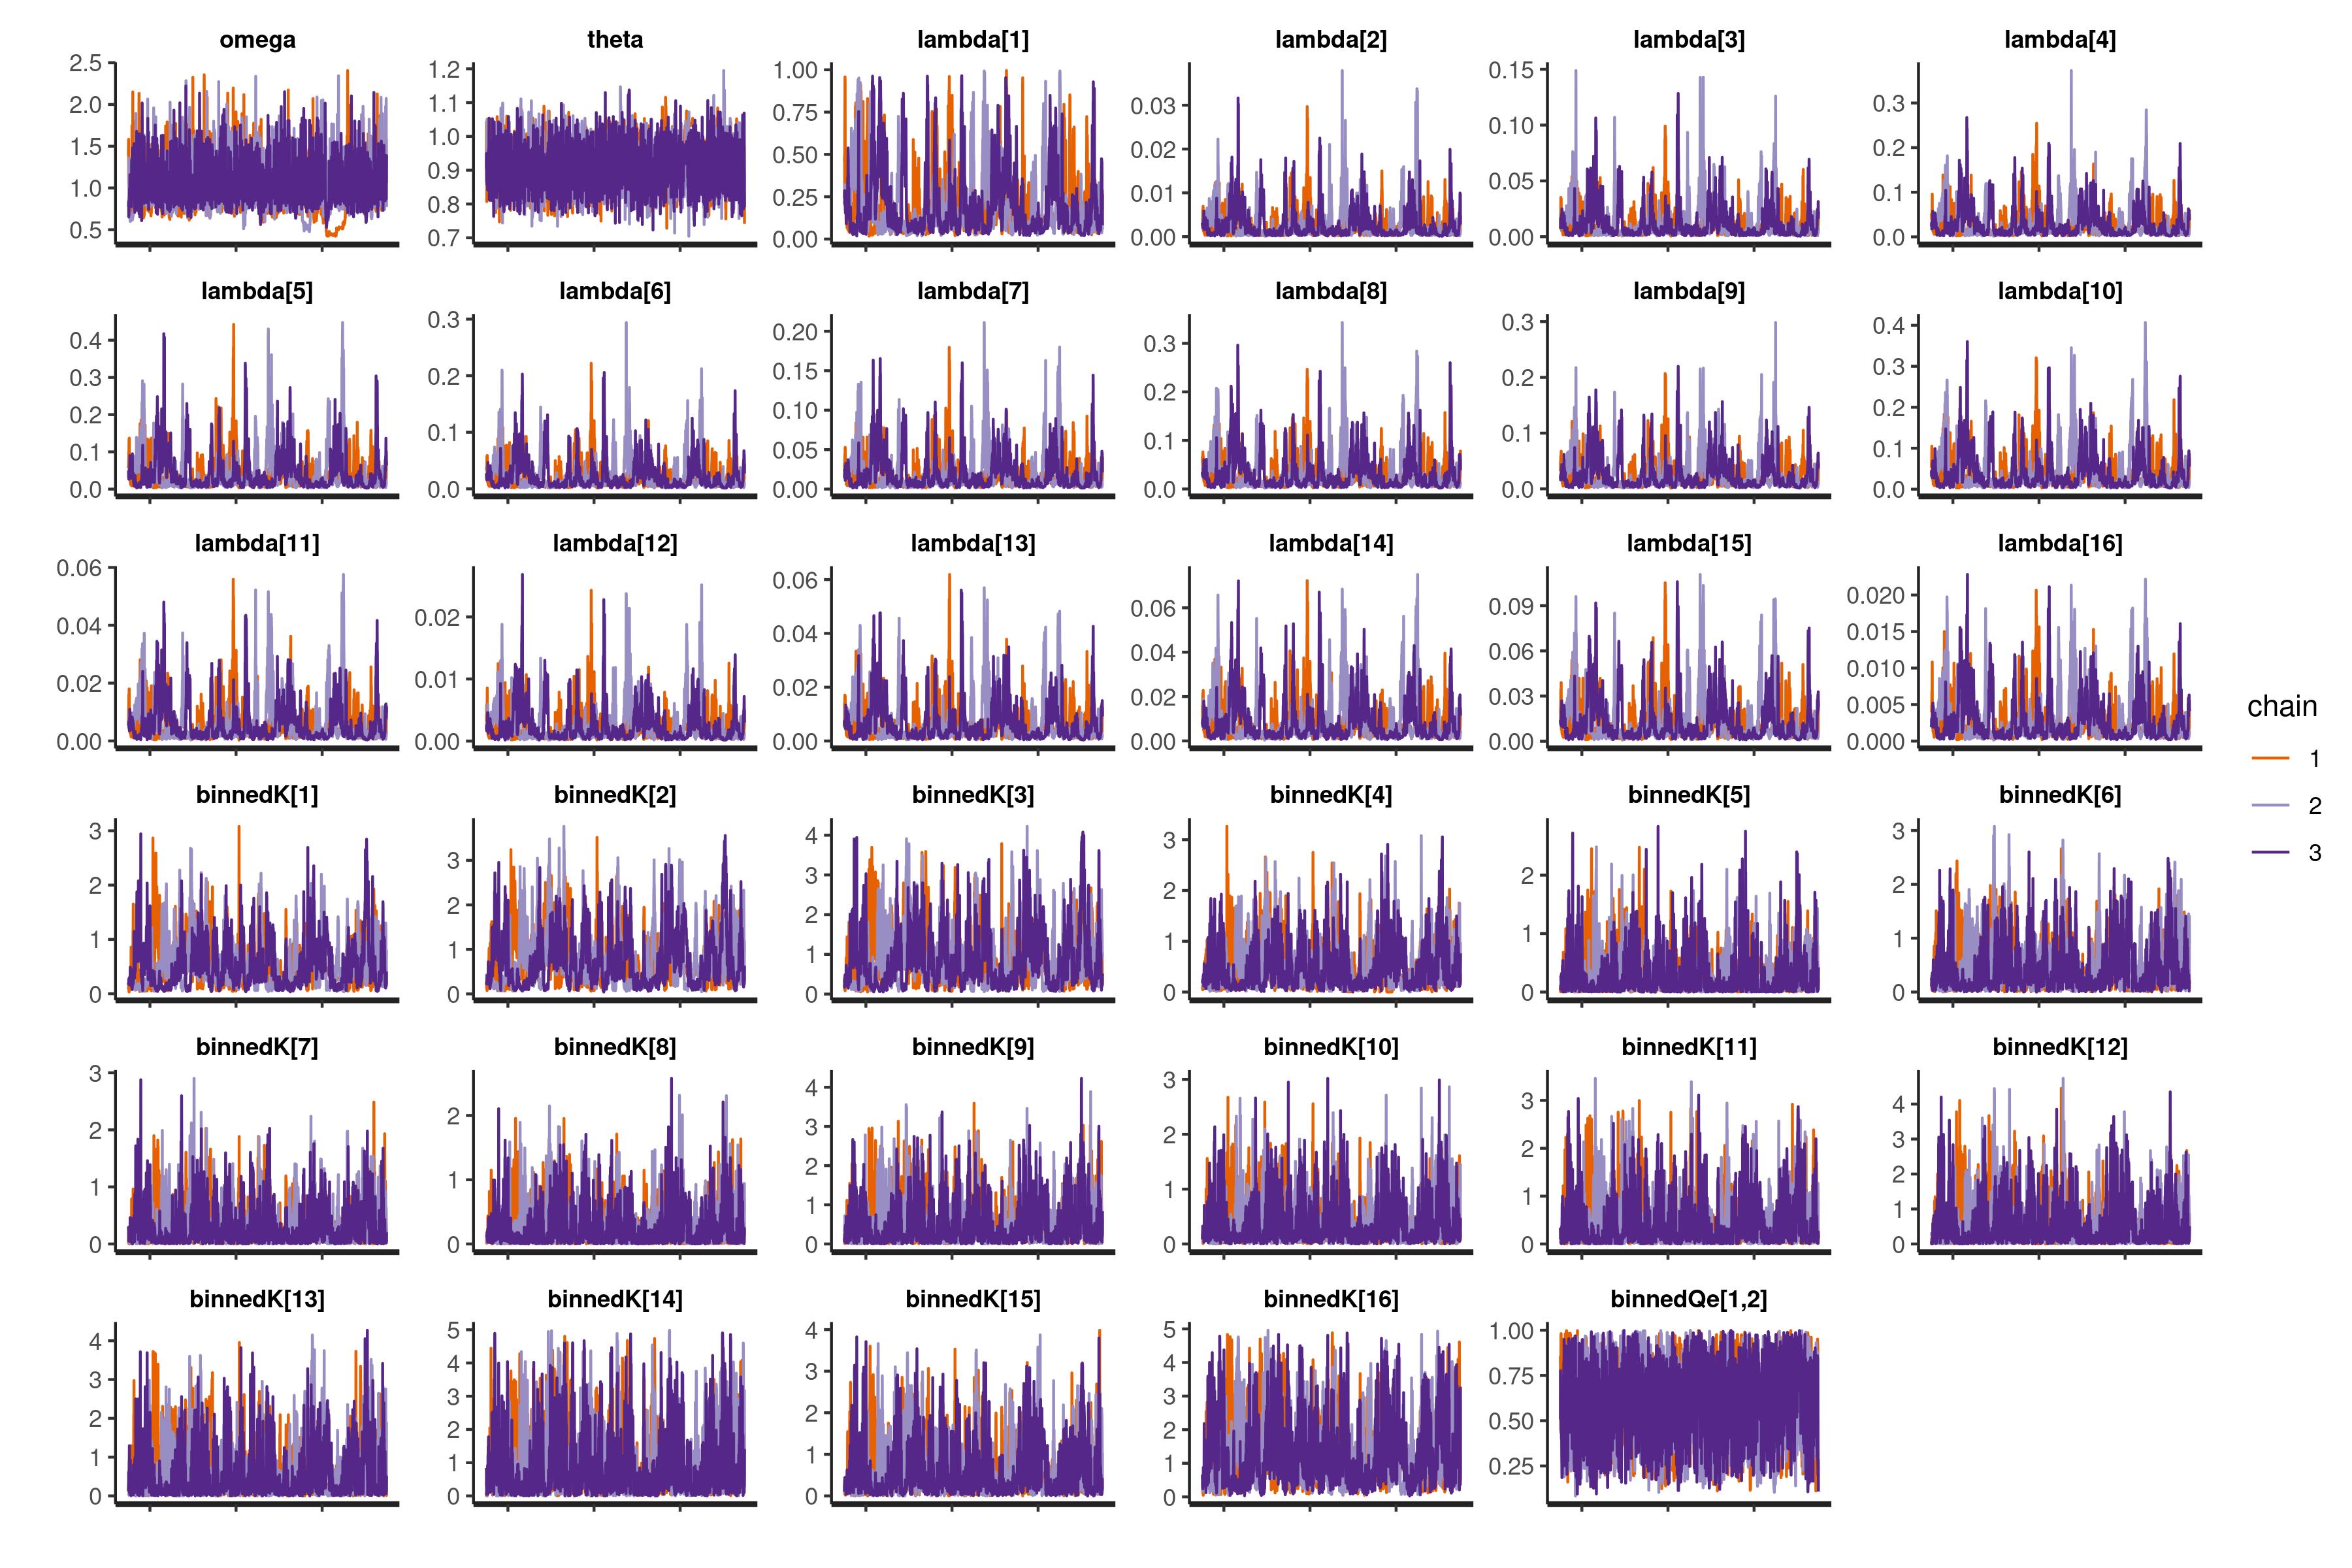 omega theta lambda[1] lambda[2] lambda[3] lambda[4]
2.5 2.0 1.5 1.0 0.5
1.2 1.1 1.0 0.9 0.8 0.7
1.00 0.75 0.50 0.25 0.00
0.03 0.02 0.01 0.00
0.15 0.10 0.05 0.00
0.3 0.2 0.1 0.0
lambda[5] lambda[6] lambda[7] lambda[8] lambda[9] lambda[10]
0.4 0.3 0.2 0.1 0.0
0.3 0.2 0.1 0.0
0.20 0.15 0.10 0.05 0.00
0.3 0.2 0.1 0.0
0.3 0.2 0.1 0.0
0.4 0.3 0.2 0.1 0.0
lambda[11] lambda[12] lambda[13] lambda[14] lambda[15] lambda[16]
0.06 0.04 0.02 0.00
0.02 0.01 0.00
0.06 0.04 0.02 0.00
0.06 0.04 0.02 0.00
0.09 0.06 0.03 0.00
0.020 0.015 0.010 0.005 0.000
binnedK[1] binnedK[2] binnedK[3] binnedK[4] binnedK[5] binnedK[6]
3 2 1 0
3 2 1 0
4 3 2 1 0
3 2 1 0
2 1 0
3 2 1 0
binnedK[7] binnedK[8] binnedK[9] binnedK[10] binnedK[11] binnedK[12]
3 2 1 0
2 1 0
4 3 2 1 0
3 2 1 0
3 2 1 0
4 3 2 1 0
binnedK[13] binnedK[14] binnedK[15] binnedK[16] binnedQe[1,2]
4 3 2 1 0
5 4 3 2 1 0
4 3 2 1 0
5 4 3 2 1 0
1.00 0.75 0.50 0.25
chain
1
2
3